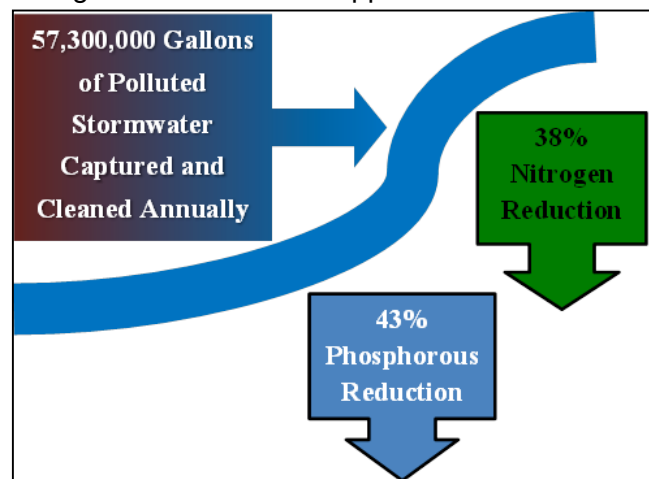 57,300,000 Gallons
of Polluted
Stormwater
Captured and
Cleaned Annually
38%
Nitrogen
Reduction
43%
Phosphorous
Reduction